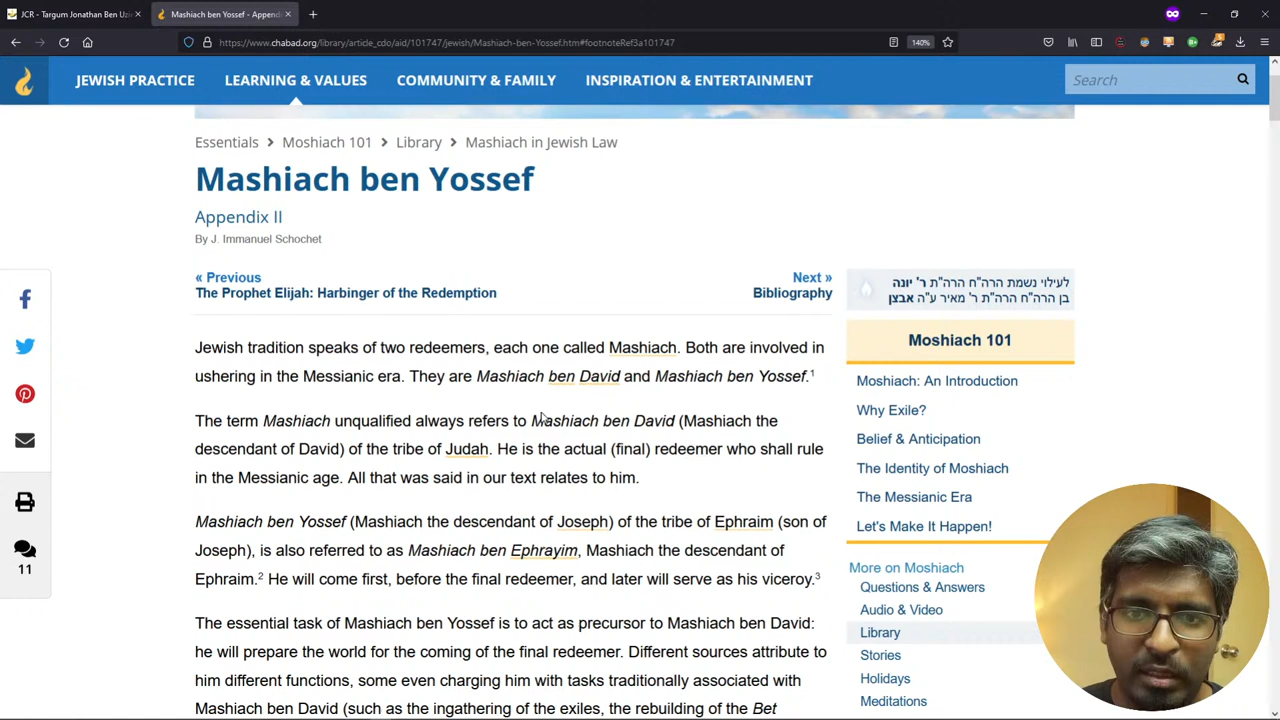 JCR - Targum Jonathan Ben Uzi
Mashiach ben Yossef - Appendi
https://www.chabad.org/library/article_cdo/aid/101747/jewish/Mashiach-ben-Yossef.htm#footnoteRef3a101747
140%
JEWISH PRACTICE LEARNING & VALUES COMMUNITY & FAMILY INSPIRATION & ENTERTAINMENT
Search
Essentials > Moshiach 101 > Library > Mashiach in Jewish Law
Mashiach ben Yossef
Appendix II
By J. Immanuel Schochet
« Previous
The Prophet Elijah: Harbinger of the Redemption
Next »
Bibliography
Jewish tradition speaks of two redeemers, each one called Mashiach. Both are involved in
ushering in the Messianic era. They are Mashiach ben David and Mashiach ben Yossef.1
The term Mashiach unqualified always refers to Mashiach ben David (Mashiach the
descendant of David) of the tribe of Judah. He is the actual (final) redeemer who shall rule
in the Messianic age. All that was said in our text relates to him.
Mashiach ben Yossef (Mashiach the descendant of Joseph) of the tribe of Ephraim (son of
Joseph), is also referred to as Mashiach ben Ephrayim, Mashiach the descendant of
Ephraim.2 He will come first, before the final redeemer, and later will serve as his viceroy.3
The essential task of Mashiach ben Yossef is to act as precursor to Mashiach ben David:
he will prepare the world for the coming of the final redeemer. Different sources attribute to
him different functions, some even charging him with tasks traditionally associated with
Mashiach ben David (such as the ingathering of the exiles, the rebuilding of the Bet
11
לעילוי נשמת הרה"ח הרה"ת ר' יונה
בן הרה"ח הרה"ת ר' מאיר ע"ה אבצן
Moshiach 101
Moshiach: An Introduction
Why Exile?
Belief & Anticipation
The Identity of Moshiach
The Messianic Era
Let's Make It Happen!
More on Moshiach
Questions & Answers
Audio & Video
Library
Stories
Holidays
Meditations